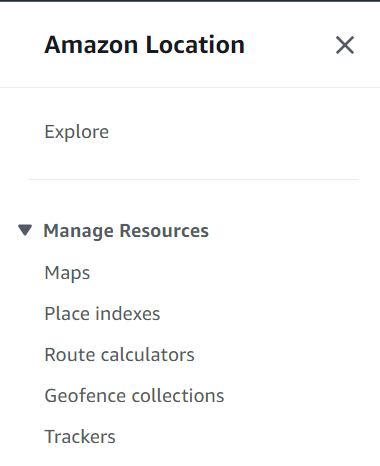 Amazon Location
Explore
Manage Resources
Maps
Place indexes
Route calculators
Geofence collections
Trackers